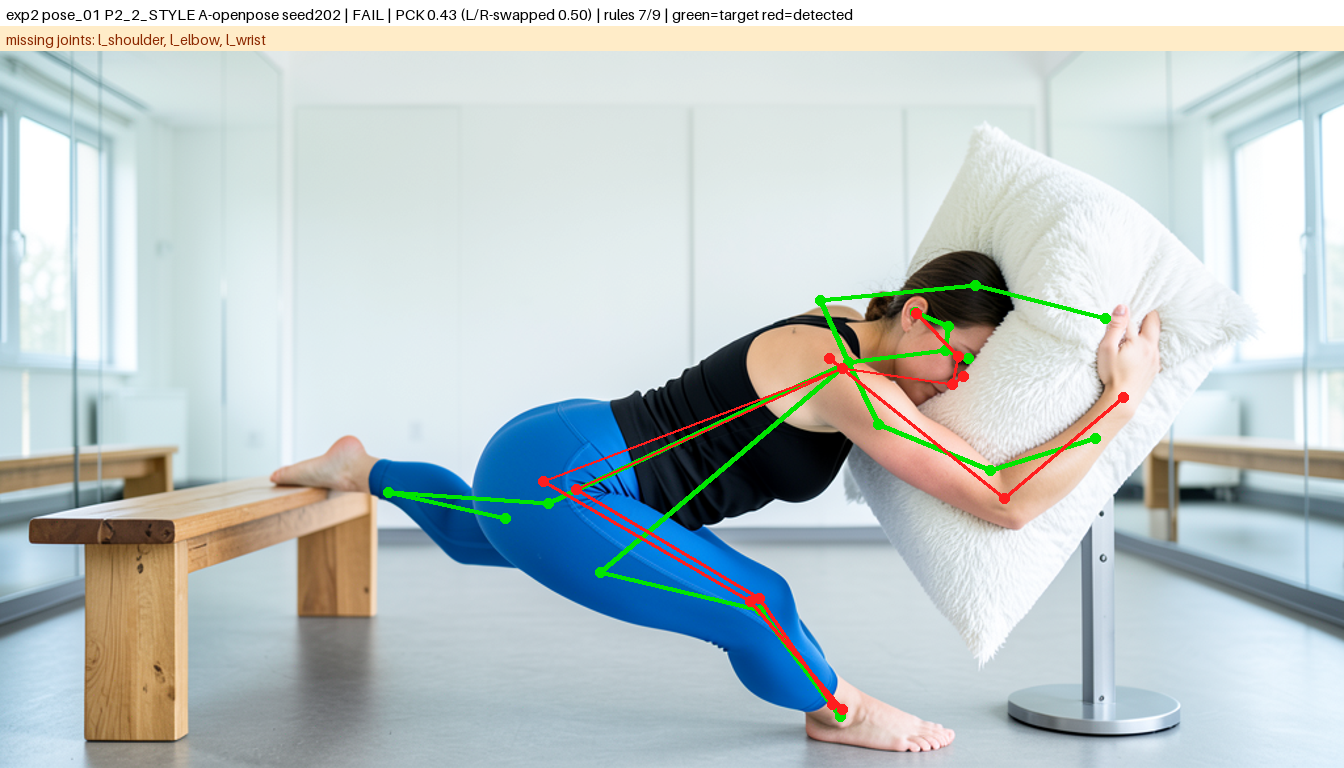 exp2 pose_01 P2_2_STYLE A-openpose seed202 | FAIL | PCK 0.43 (L/R-swapped 0.50) | rules 7/9 | green=target red=detected
missing joints: l_shoulder, l_elbow, l_wrist